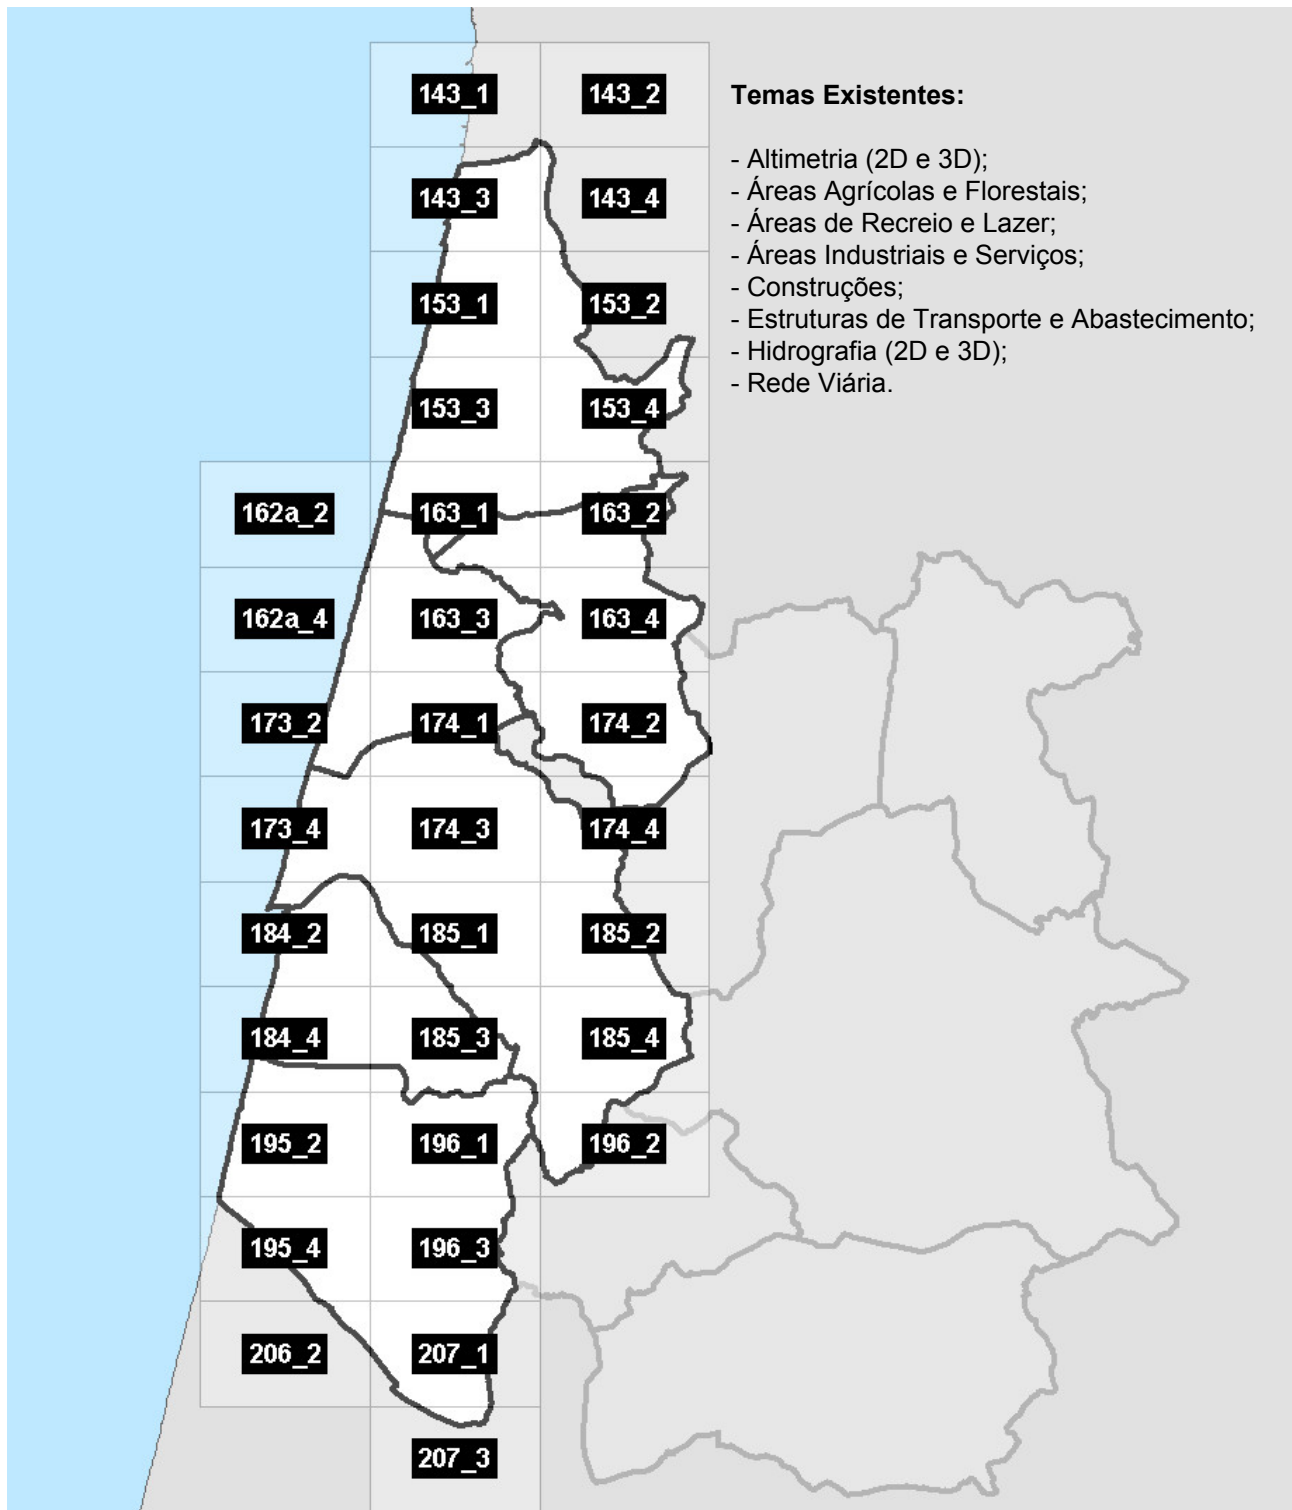 143_1 143_2
Temas Existentes:
- Altimetria (2D e 3D);
143_3 143_4
- Áreas Agrícolas e Florestais;
- Áreas de Recreio e Lazer;
- Áreas Industriais e Serviços;
- Construções;
- Estruturas de Transporte e Abastecimento;
- Hidrografia (2D e 3D);
- Rede Viária.
153_1 153_2
153_3 153_4
162a_2 163_1 163_2
162a_4 163_3 163_4
173_2 174_1 174_2
173_4 174_3 174_4
184_2 185_1 185_2
184_4 185_3 185_4
195_2 196_1 196_2
195_4 196_3
206_2 207_1
207_3